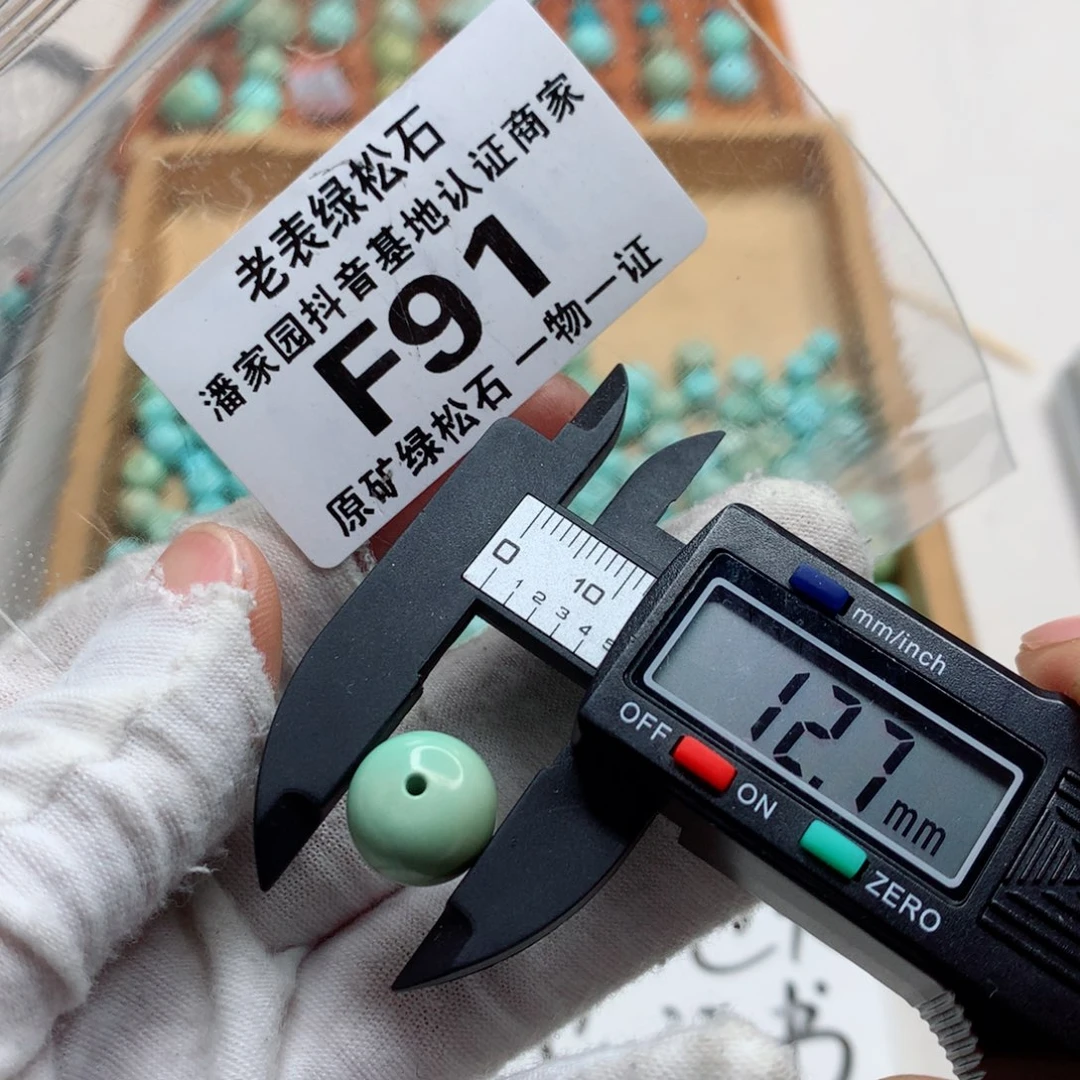 老表绿松石
潘家园抖音基地认证商家
F91
原矿绿松石 一物一证
0 10
1 2 3 4 5
mm/inch
12.7 mm
OFF
ON
ZERO
书